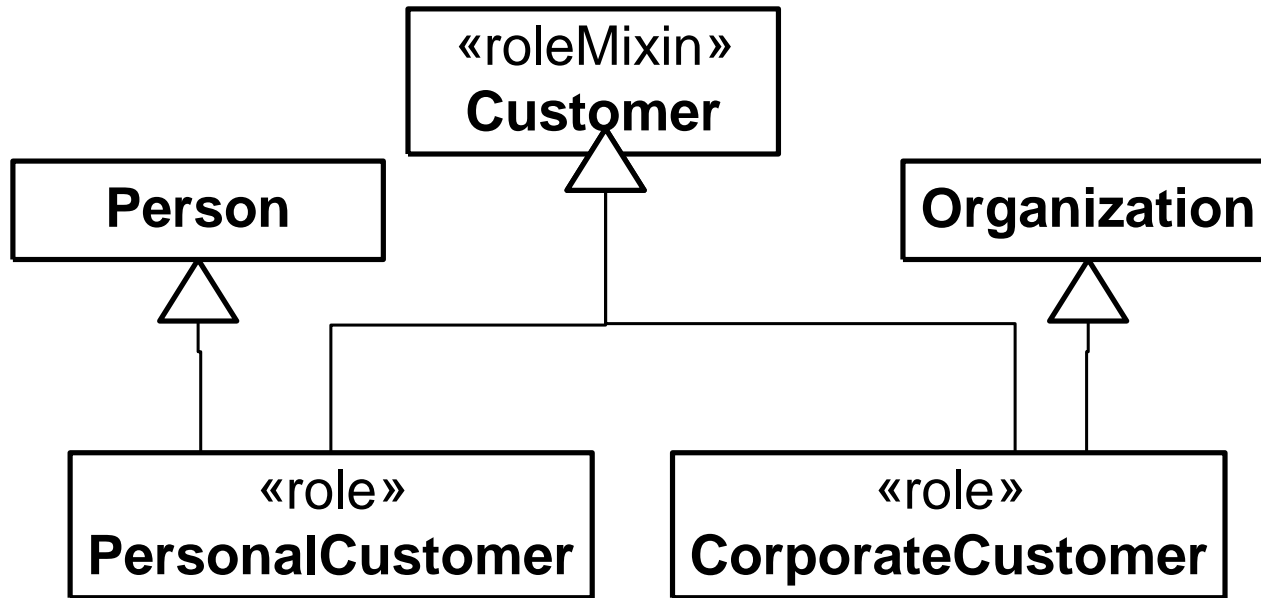 «roleMixin»
Customer
Person
Organization
«role»
PersonalCustomer
«role»
CorporateCustomer